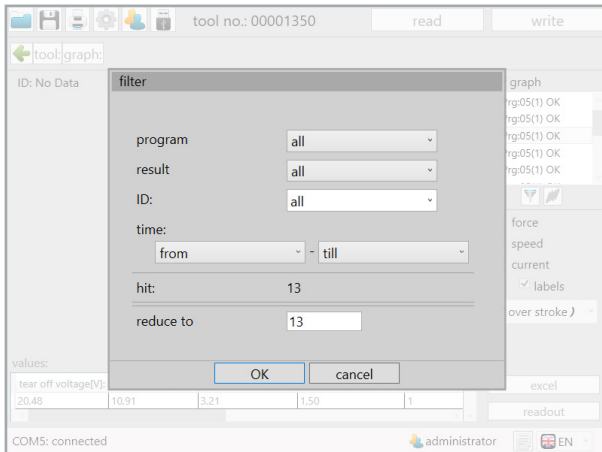 tool no.: 00001350 read write
tool: graph:
ID: No Data
graph
filter
Prg:05(1) OK
Prg:05(1) OK
Prg:05(1) OK
Prg:05(1) OK
Prg:05(1) OK
program all
result all
ID: all
time:
from - till
hit: 13
reduce to 13
OK cancel
force
speed
current
labels
over stroke )
values:
tear off voltage[V]:
20,48 10,91 3,21 1,50 1
excel
readout
COM5: connected administrator EN